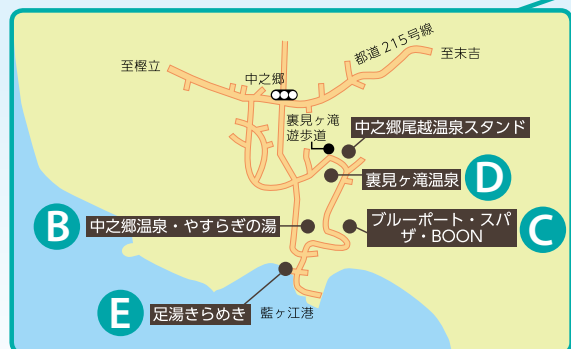 都道215号線
至樫立
至末吉
中之郷
裏見ヶ滝
遊歩道
中之郷尾越温泉スタンド
裏見ヶ滝温泉
D
B
中之郷温泉・やすらぎの湯
ブルーポート・スパ
ザ・BOON
C
E
足湯きらめき
藍ヶ江港